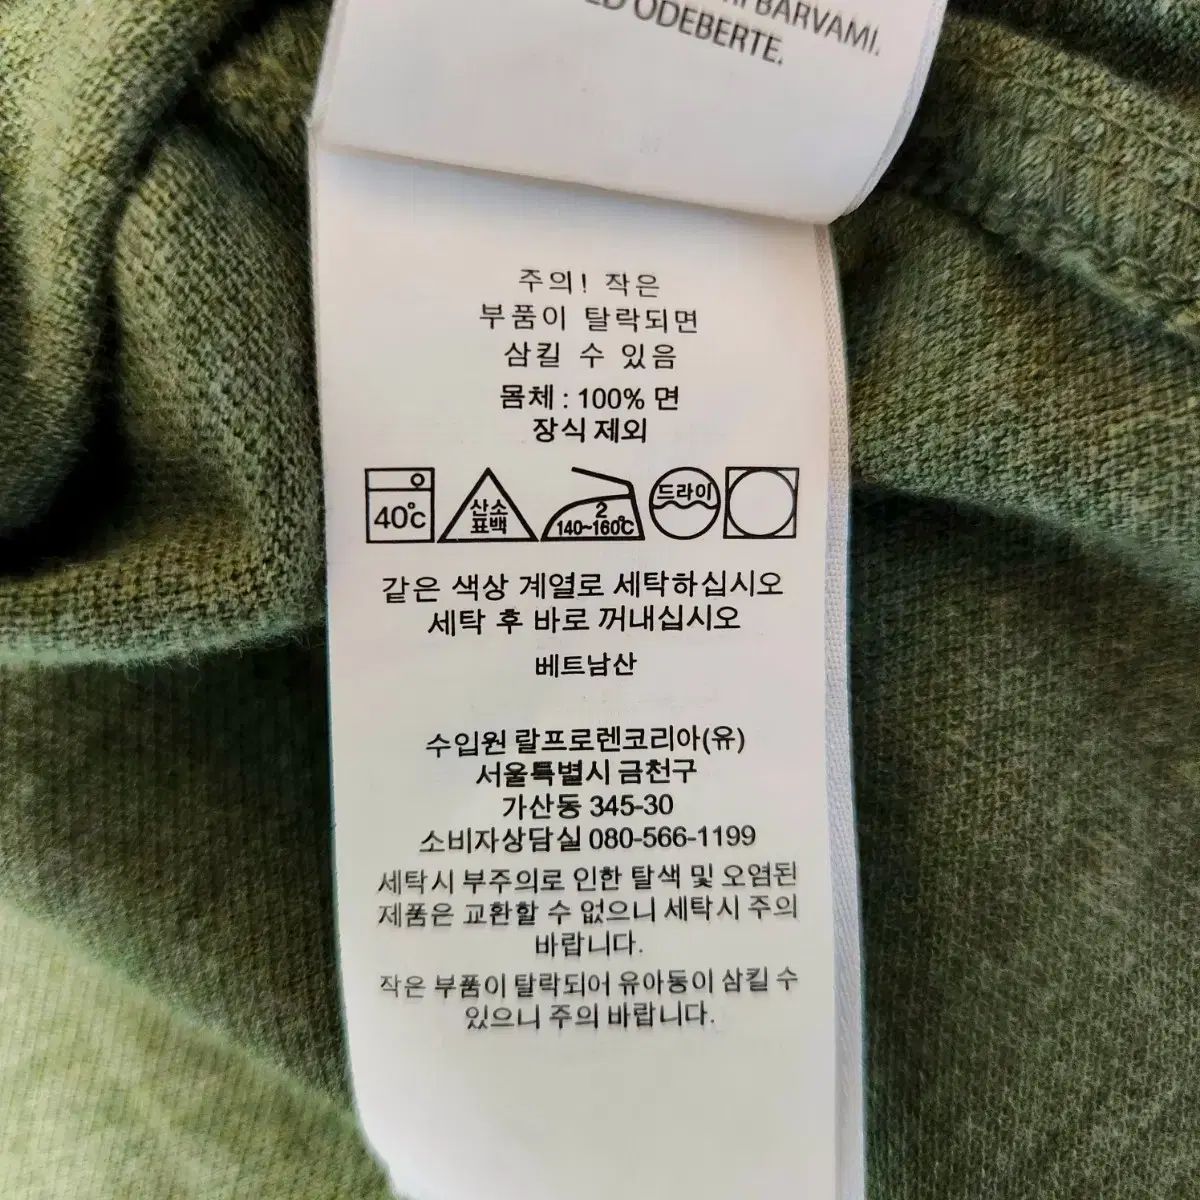 BARVAMI.
ODEBERTE.
주의! 작은
부품이 탈락되면
삼킬 수 있음
몸체 : 100% 면
장식 제외
40℃
산소
표백
2
140~160℃
드라이
같은 색상 계열로 세탁하십시오
세탁 후 바로 꺼내십시오
베트남산
수입원 랄프로렌코리아(유)
서울특별시 금천구
가산동 345-30
소비자상담실 080-566-1199
세탁시 부주의로 인한 탈색 및 오염된
제품은 교환할 수 없으니 세탁시 주의
바랍니다.
작은 부품이 탈락되어 유아동이 삼킬 수
있으니 주의 바랍니다.